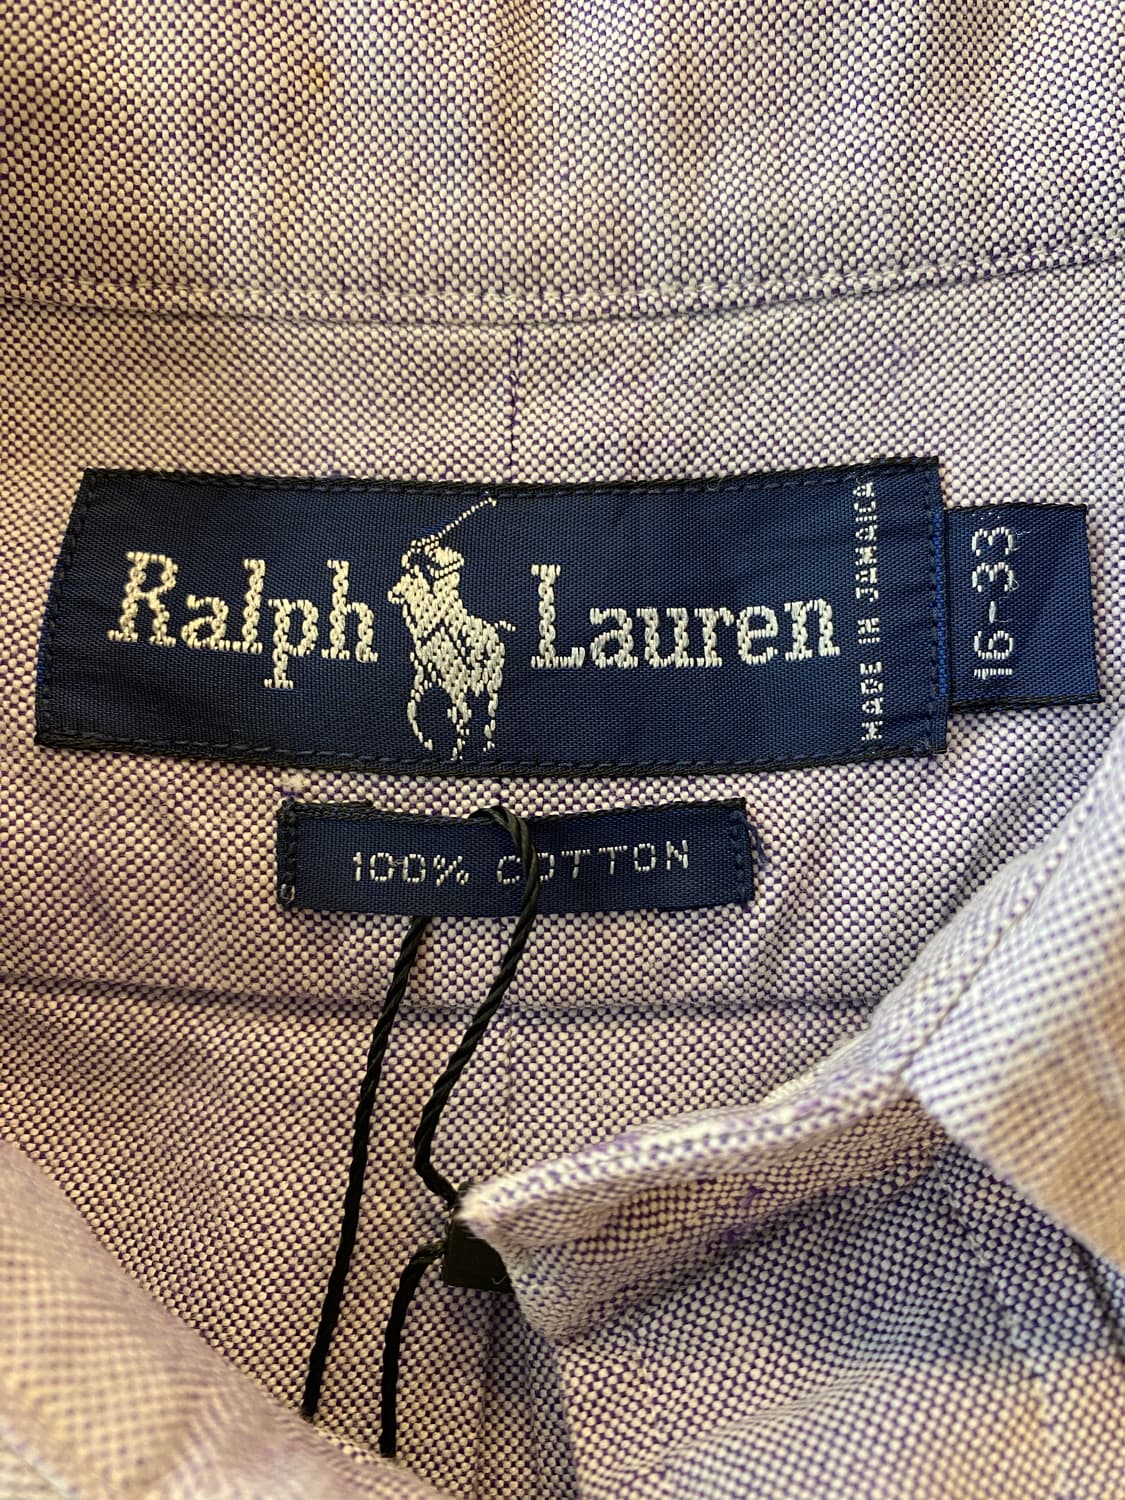 Ralph Lauren
MADE IN JAMAICA
16-33
100% COTTON